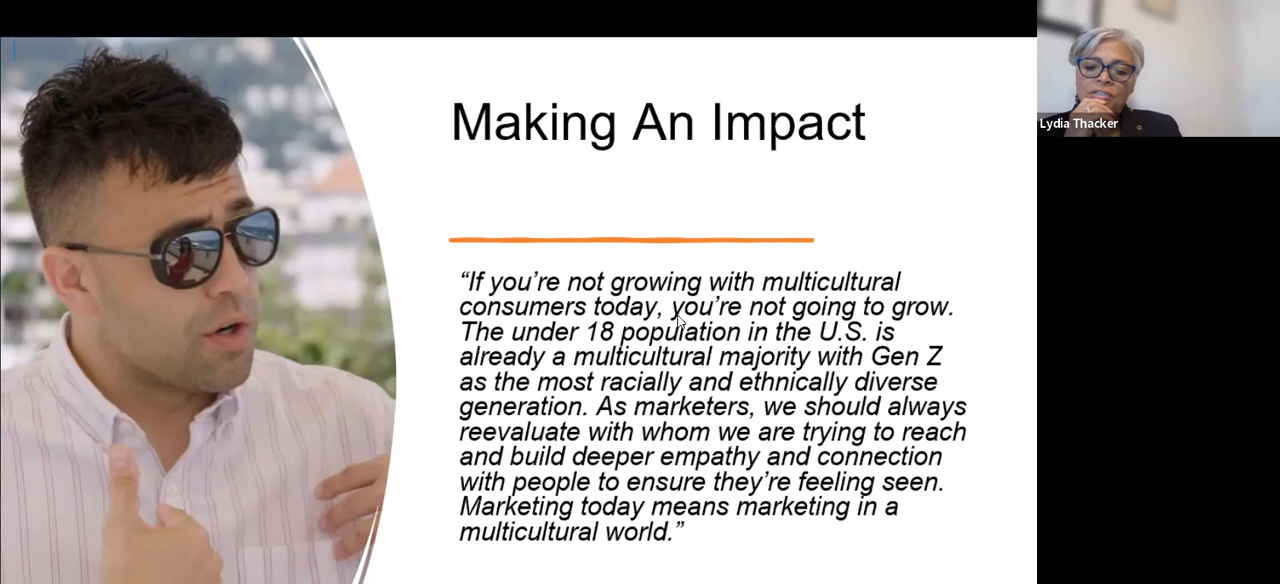 Making An Impact
“If you’re not growing with multicultural
consumers today, you’re not going to grow.
The under 18 population in the U.S. is
already a multicultural majority with Gen Z
as the most racially and ethnically diverse
generation. As marketers, we should always
reevaluate with whom we are trying to reach
and build deeper empathy and connection
with people to ensure they’re feeling seen.
Marketing today means marketing in a
multicultural world.”
Lydia Thacker